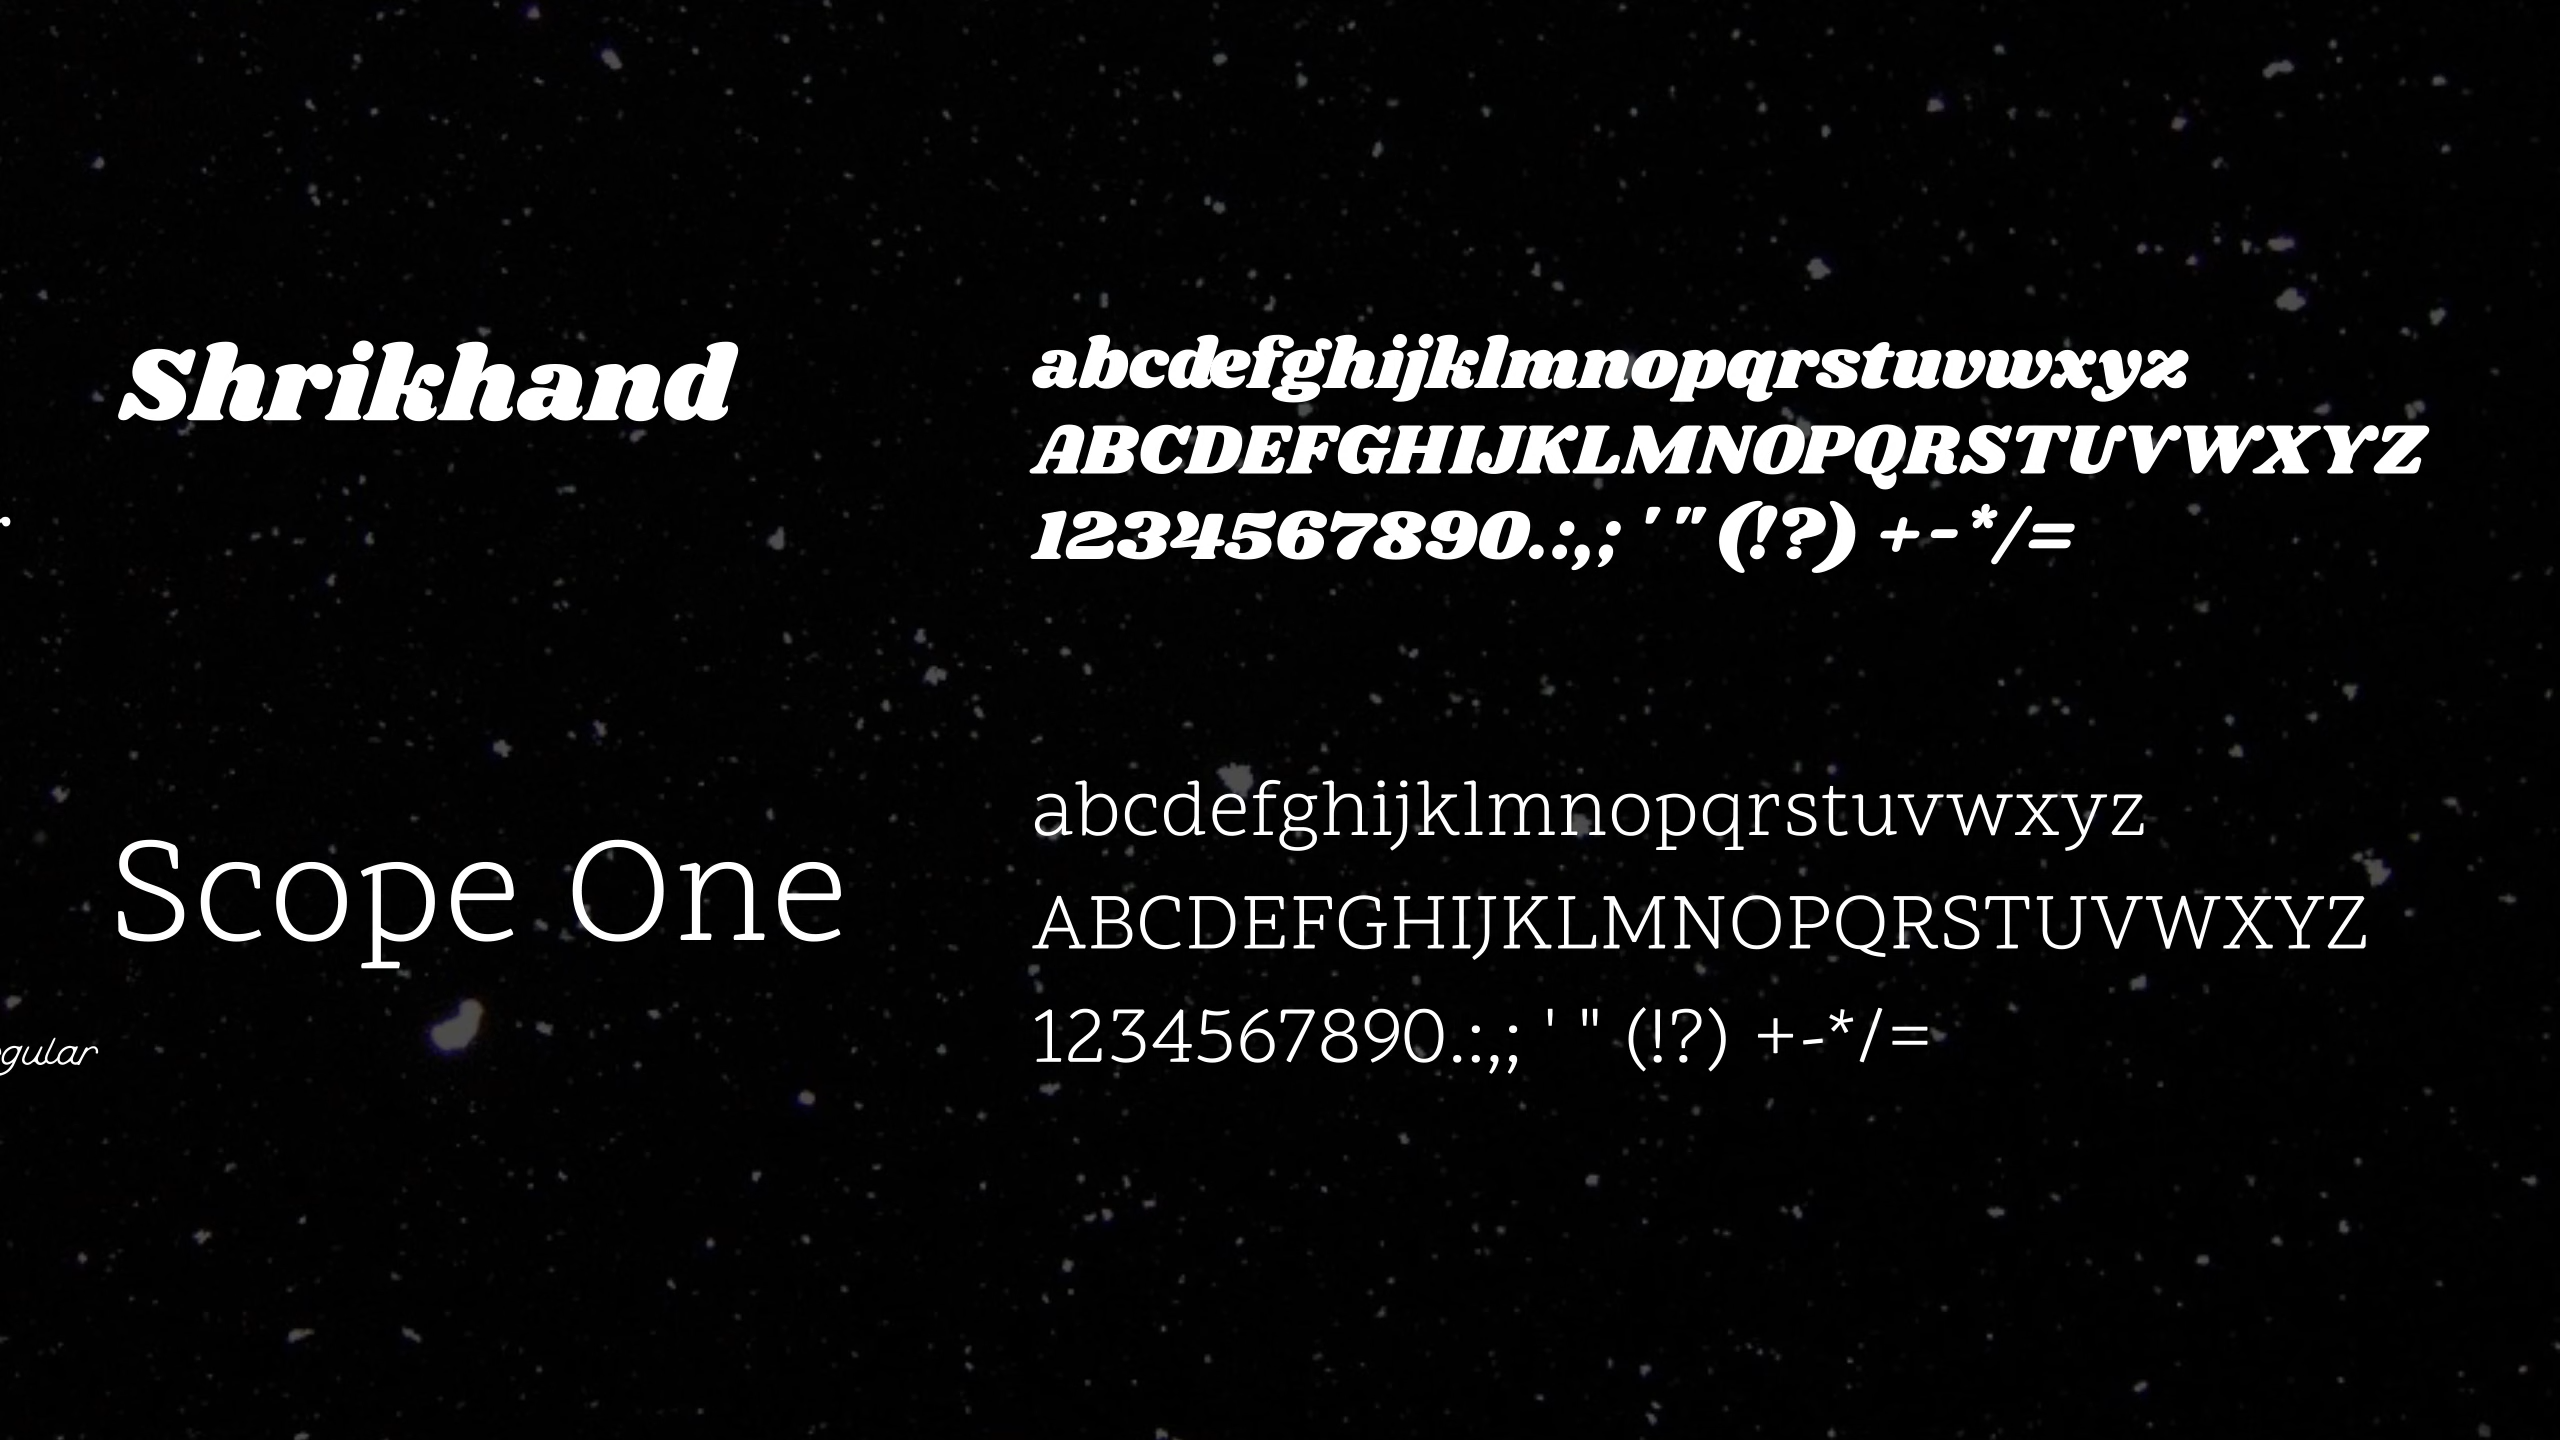 Shrikhand
abcdefghijklmnopqrstuvwxyz
ABCDEFGHIJKLMNOPQRSTUVWXYZ
1234567890.:,; ' " (!?) +-*/=
Scope One
abcdefghijklmnopqrstuvwxyz
ABCDEFGHIJKLMNOPQRSTUVWXYZ
1234567890.:,; ' " (!?) +-*/=
gular